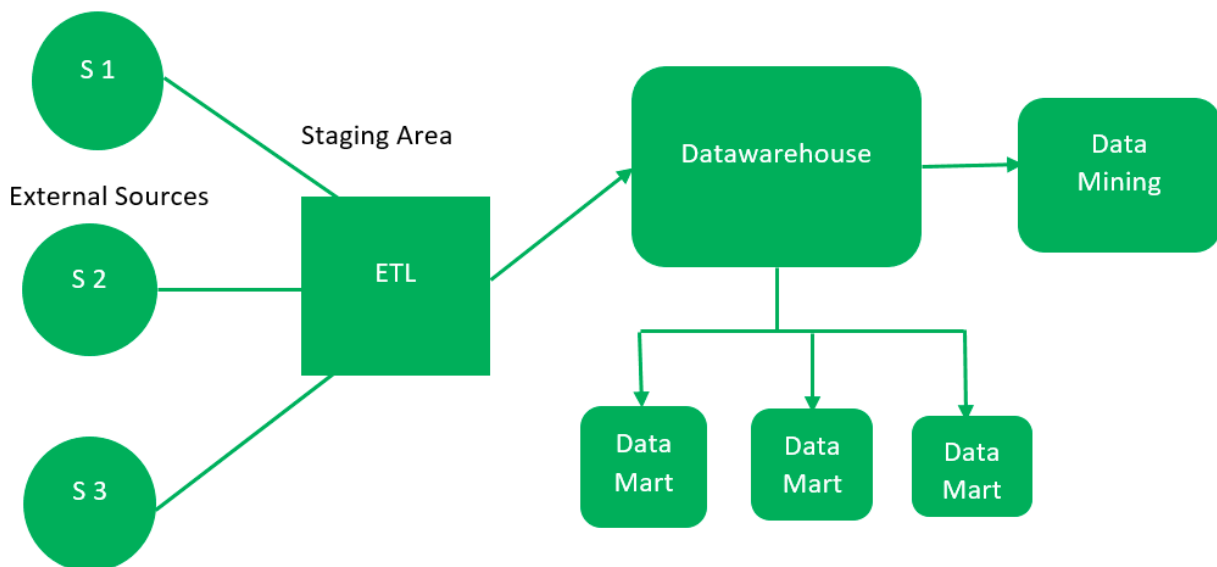 S 1
Staging Area
External Sources
S 2
ETL
S 3
Datawarehouse
Data
Mining
Data
Mart
Data
Mart
Data
Mart